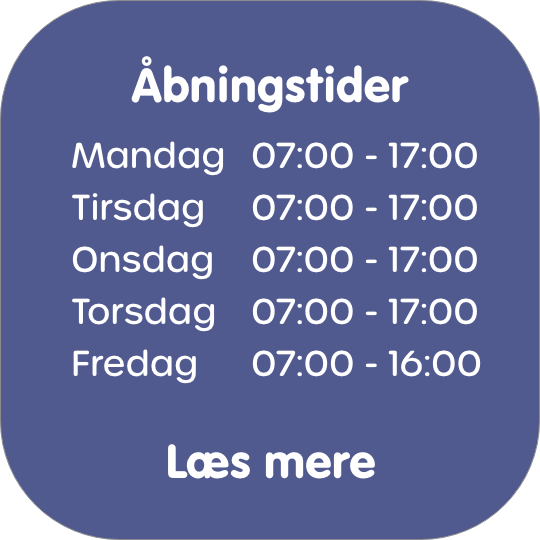 Åbningstider
Mandag 07:00 - 17:00
Tirsdag 07:00 - 17:00
Onsdag 07:00 - 17:00
Torsdag 07:00 - 17:00
Fredag 07:00 - 16:00
Læs mere